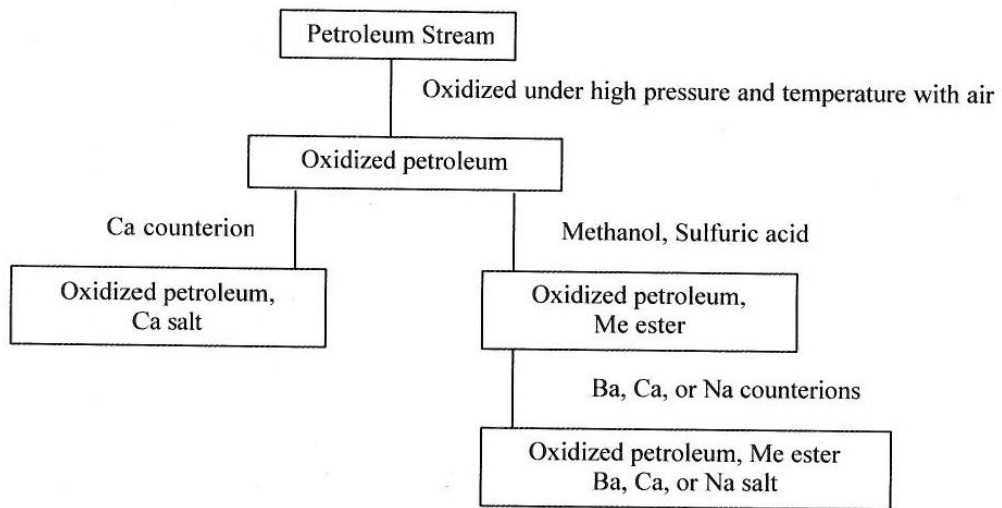 Petroleum Stream
Oxidized under high pressure and temperature with air
Oxidized petroleum
Ca counterion
Methanol, Sulfuric acid
Oxidized petroleum,
Ca salt
Oxidized petroleum,
Me ester
Ba, Ca, or Na counterions
Oxidized petroleum, Me ester
Ba, Ca, or Na salt